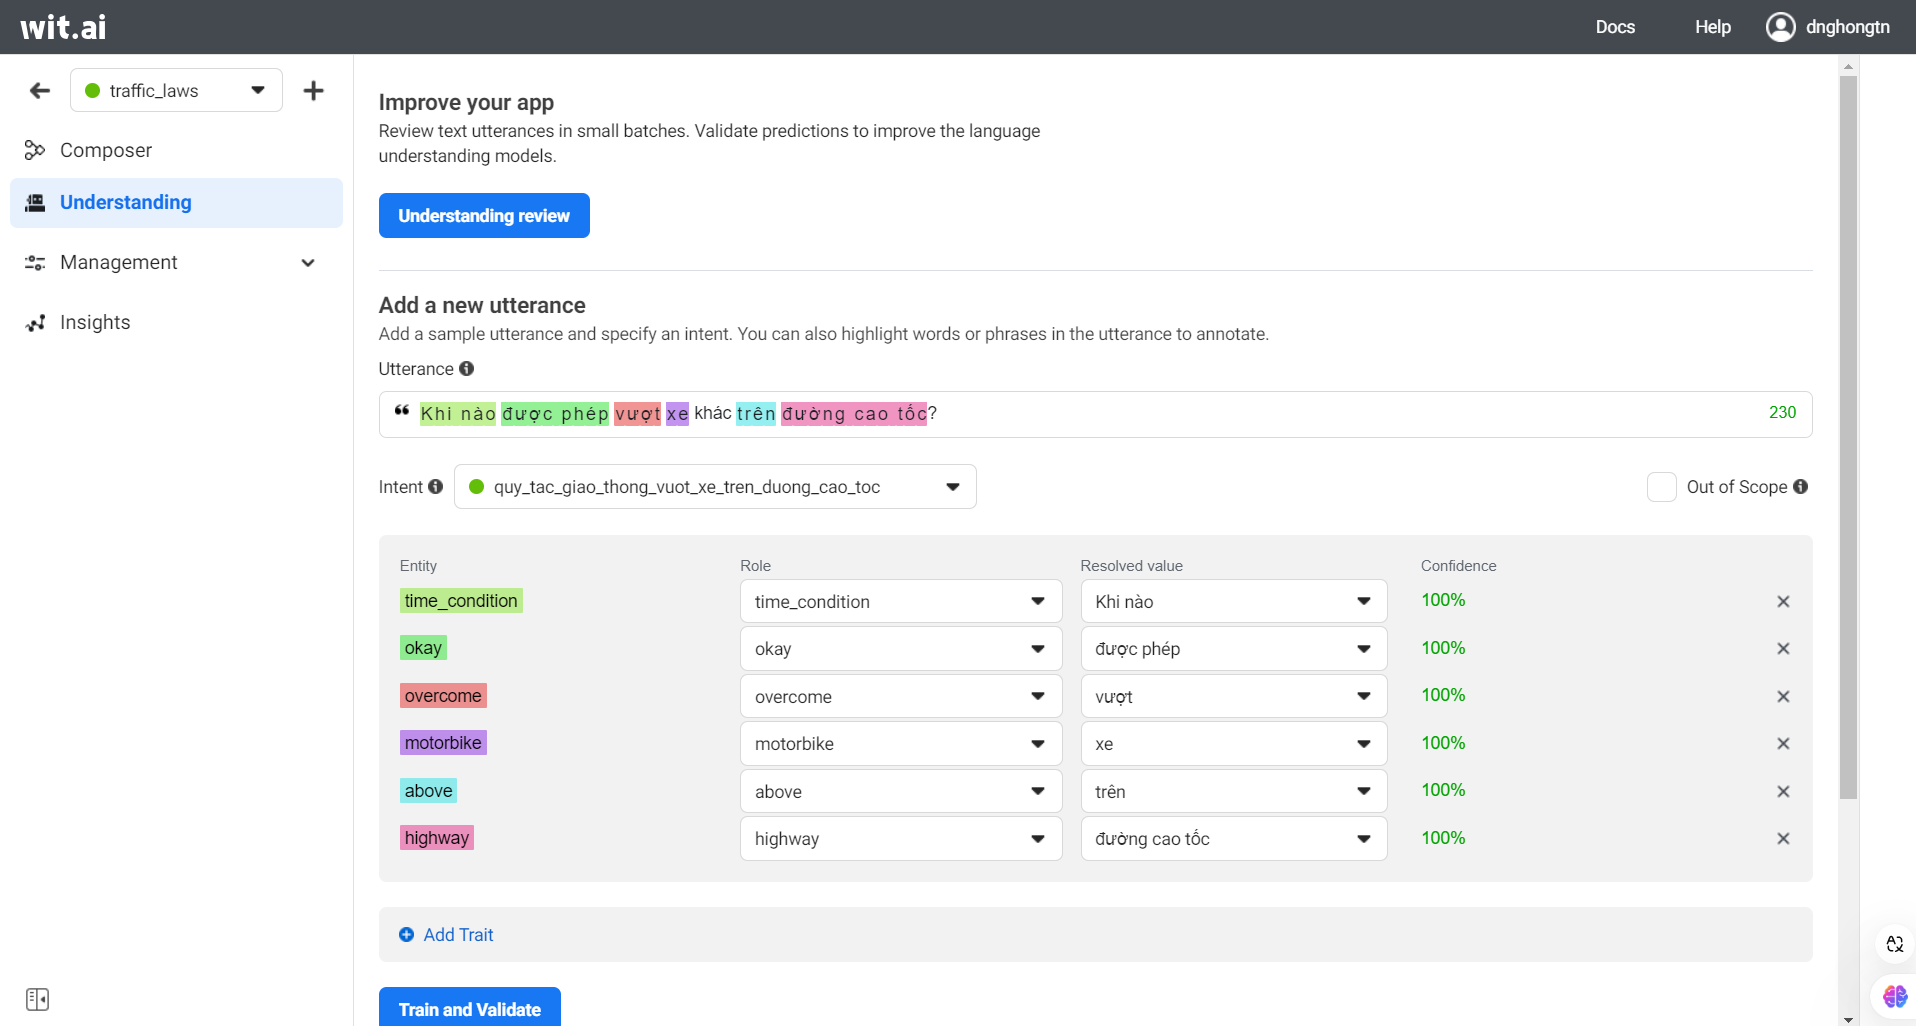 wit.ai
Docs
Help
dnghongtn
traffic_laws
Composer
Understanding
Management
Insights
Improve your app
Review text utterances in small batches. Validate predictions to improve the language
understanding models.
Understanding review
Add a new utterance
Add a sample utterance and specify an intent. You can also highlight words or phrases in the utterance to annotate.
Utterance
Khi nào được phép vượt xe khác trên đường cao tốc?
230
Intent
quy_tac_giao_thong_vuot_xe_tren_duong_cao_toc
Out of Scope
Entity Role Resolved value Confidence
time_condition time_condition Khi nào 100%
okay okay được phép 100%
overcome overcome vượt 100%
motorbike motorbike xe 100%
above above trên 100%
highway highway đường cao tốc 100%
Add Trait
Train and Validate